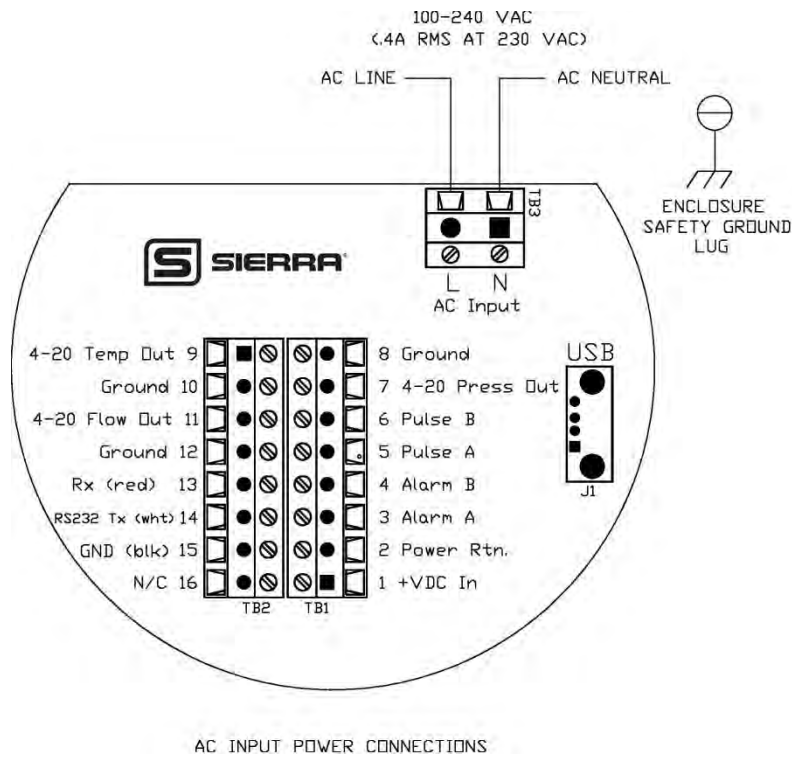 100-240 VAC
(.4A RMS AT 230 VAC)
AC LINE
AC NEUTRAL
ENCLOSURE
SAFETY GROUND
LUG
TB3
S SIERRA®
L N
AC Input
4-20 Temp Out 9
Ground 10
4-20 Flow Out 11
Ground 12
Rx (red) 13
RS232 Tx (wht) 14
GND (blk) 15
N/C 16
TB2
TB1
8 Ground
7 4-20 Press Out
6 Pulse B
5 Pulse A
4 Alarm B
3 Alarm A
2 Power Rtn.
1 +VDC In
USB
J1
AC INPUT POWER CONNECTIONS